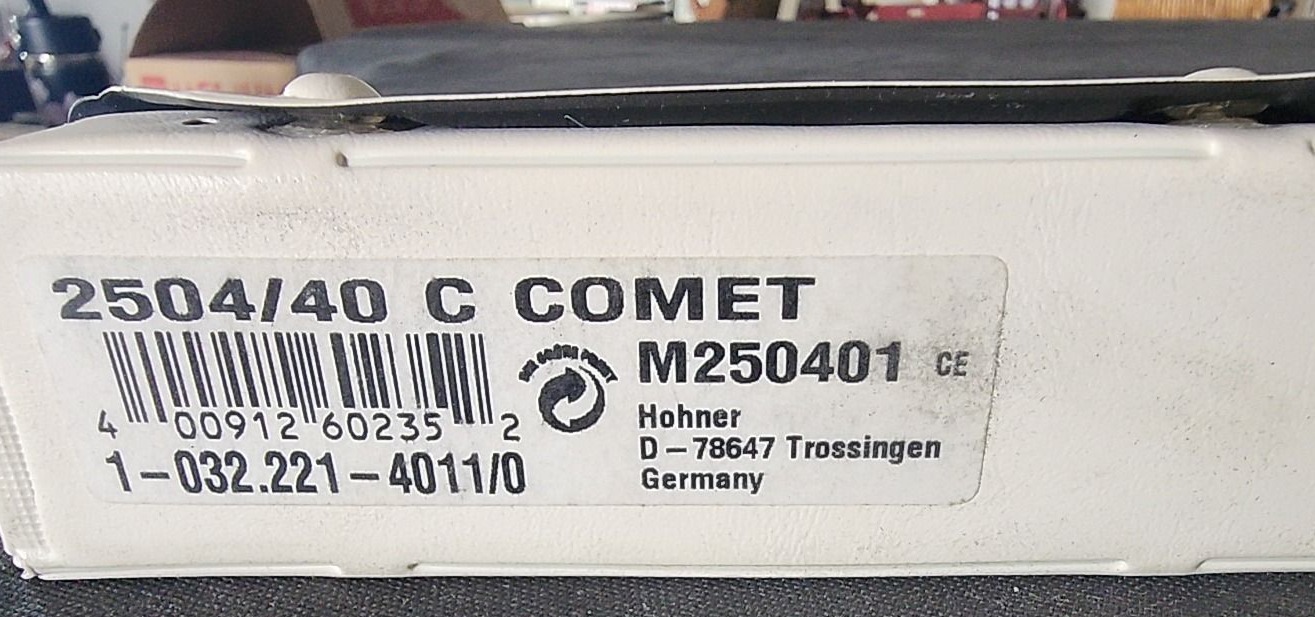 2504/40 C COMET
M250401 CE
4 00912 60235 2
Hohner
D-78647 Trossingen
Germany
1-032.221-4011/0